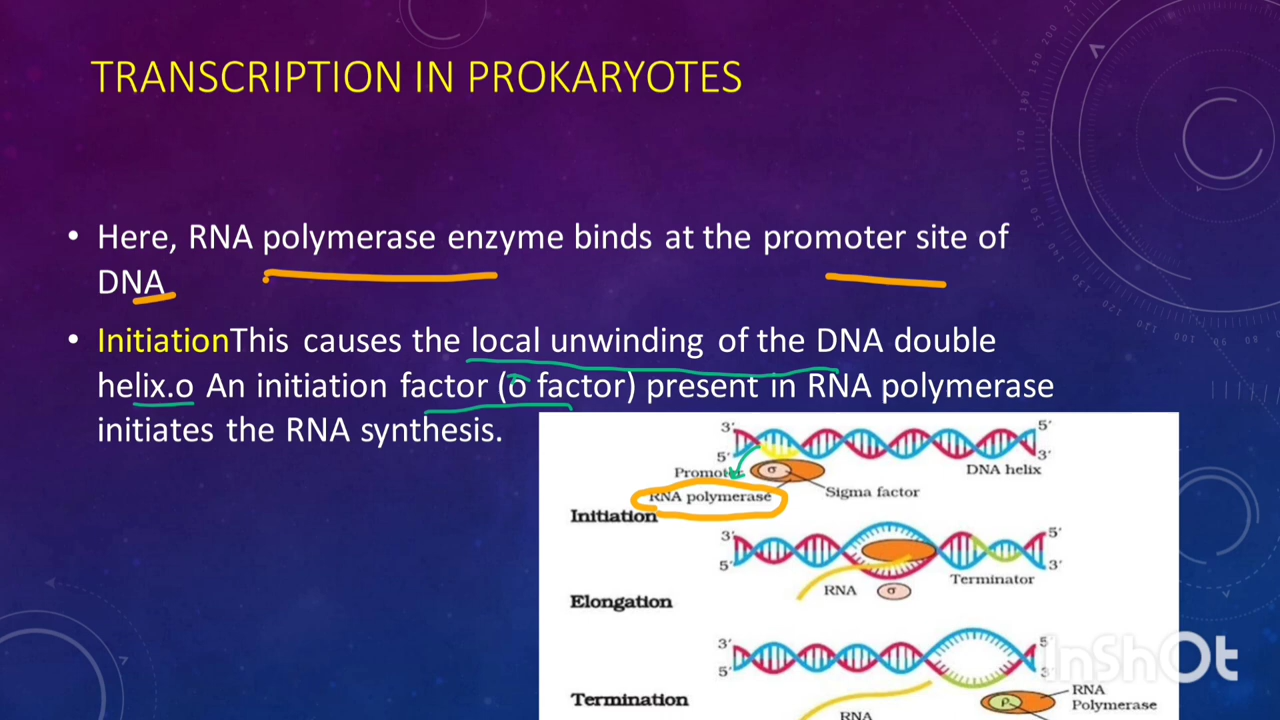 TRANSCRIPTION IN PROKARYOTES
• Here, RNA polymerase enzyme binds at the promoter site of
DNA
• InitiationThis causes the local unwinding of the DNA double
helix.o An initiation factor (σ factor) present in RNA polymerase
initiates the RNA synthesis.
3' 5'
5' 3'
Promoter σ DNA helix
RNA polymerase Sigma factor
Initiation
3' 5'
5' 3'
RNA σ Terminator
Elongation
3' 5'
5' 3'
InShOt
Termination
ρ RNA
Polymerase
RNA